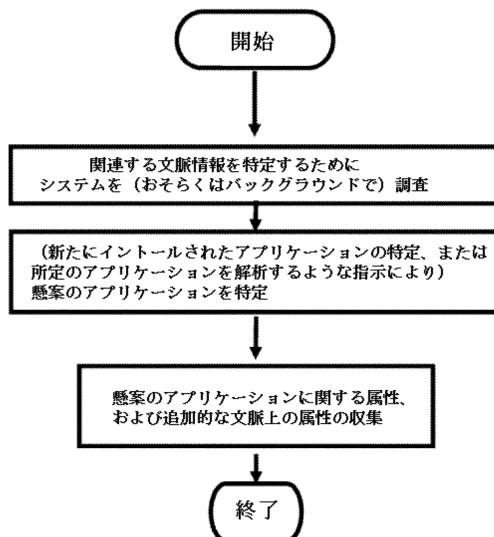 開始
関連する文脈情報を特定するために
システムを（おそらくはバックグラウンドで）調査
（新たにイントールされたアプリケーションの特定、または
所定のアプリケーションを解析するような指示により）
懸案のアプリケーションを特定
懸案のアプリケーションに関する属性、
および追加的な文脈上の属性の収集
終了